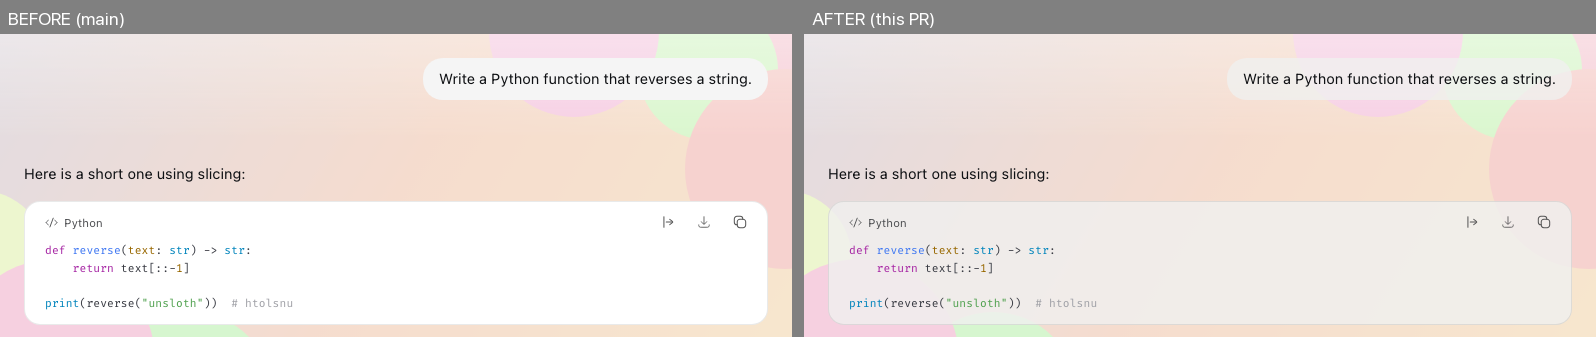 BEFORE (main)
Write a Python function that reverses a string.
Here is a short one using slicing:
</> Python
def reverse(text: str) -> str:
    return text[::-1]
print(reverse("unsloth"))  # htolsnu
AFTER (this PR)
Write a Python function that reverses a string.
Here is a short one using slicing:
</> Python
def reverse(text: str) -> str:
    return text[::-1]
print(reverse("unsloth"))  # htolsnu